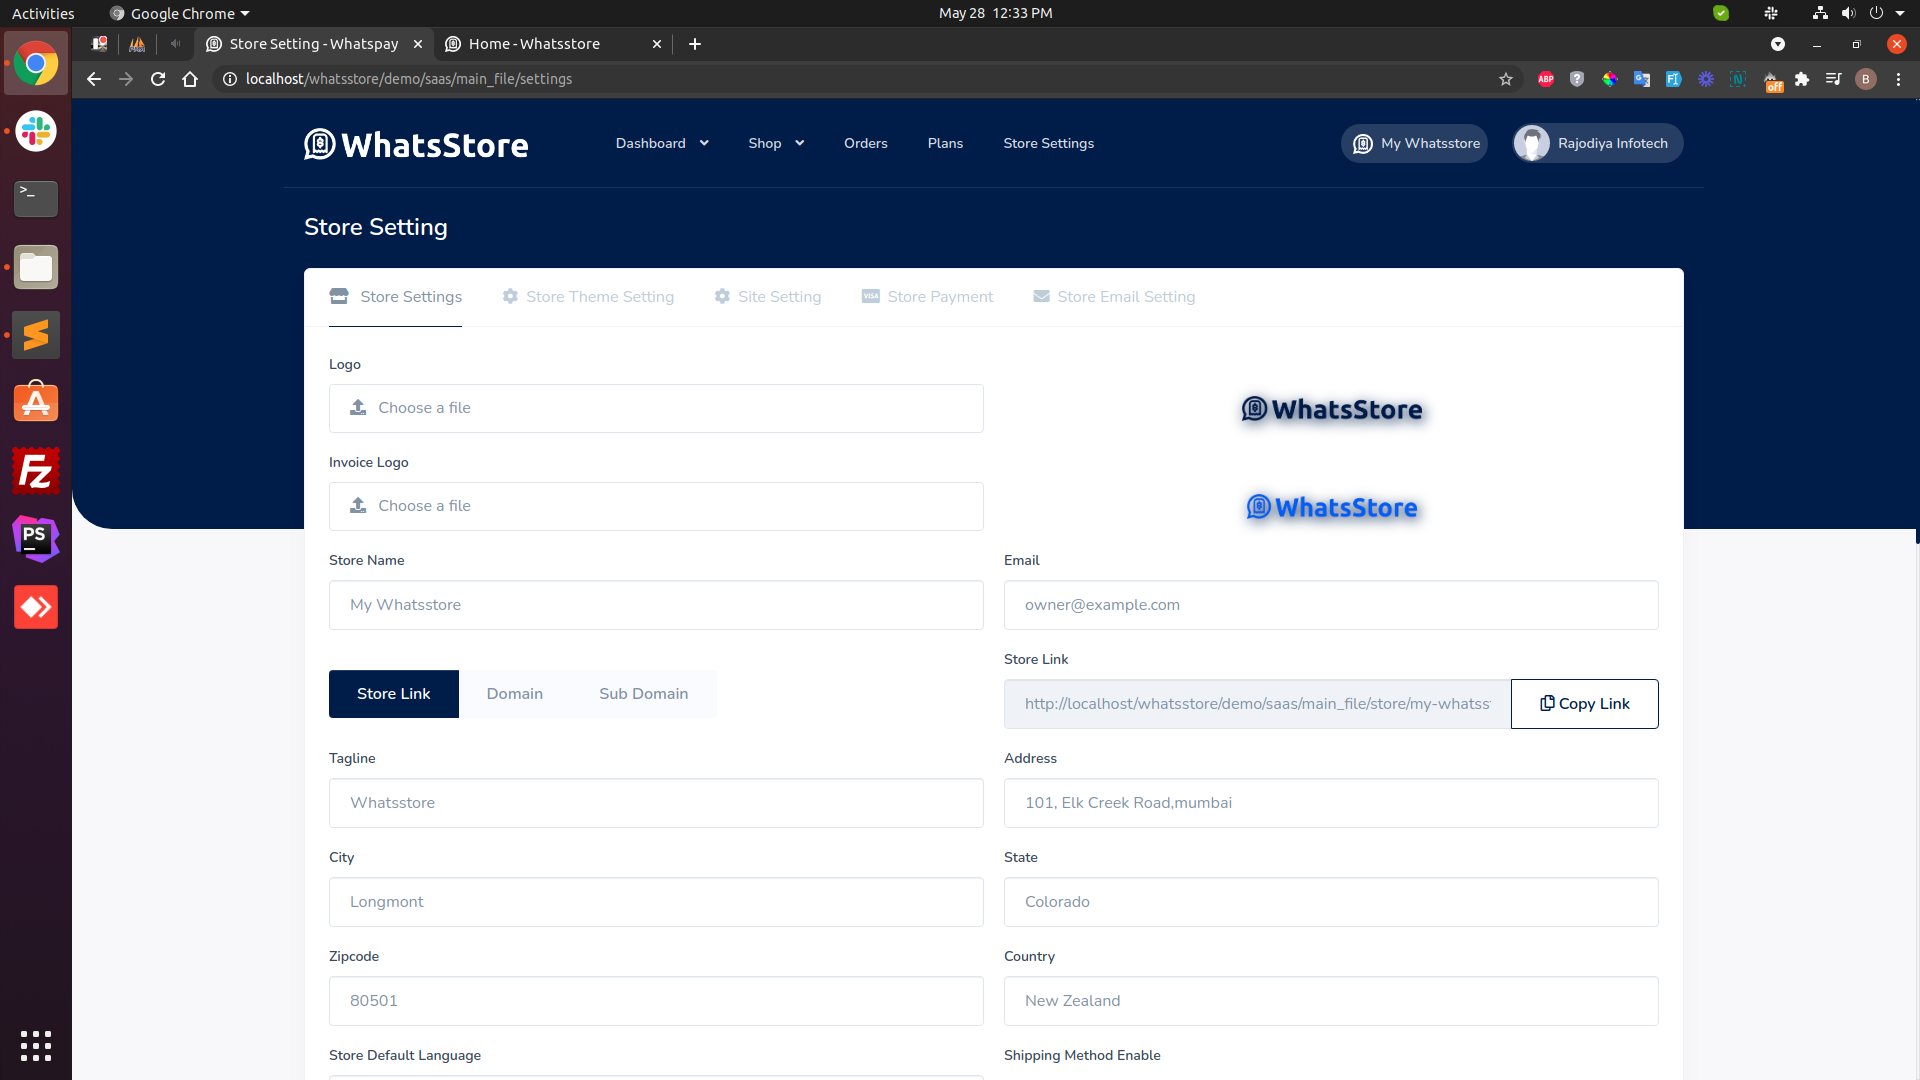 Activities
Google Chrome
May 28 12:33 PM
Store Setting - Whatspay
Home - Whatsstore
localhost/whatsstore/demo/saas/main_file/settings
ABP
off
B
WhatsStore
Dashboard
Shop
Orders
Plans
Store Settings
My Whatsstore
Rajodiya Infotech
Store Setting
Store Settings
Store Theme Setting
VISA
Site Setting
Store Payment
Store Email Setting
Logo
Choose a file
WhatsStore
Invoice Logo
Choose a file
WhatsStore
Store Name
Email
My Whatsstore
owner@example.com
Store Link
Domain
Sub Domain
Store Link
http://localhost/whatsstore/demo/saas/main_file/store/my-whatss
Copy Link
Tagline
Address
Whatsstore
101, Elk Creek Road,mumbai
City
State
Longmont
Colorado
Zipcode
Country
80501
New Zealand
Store Default Language
Shipping Method Enable
>_
Fz
PS